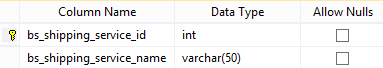 Column Name Data Type Allow Nulls
bs_shipping_service_id int
bs_shipping_service_name varchar(50)